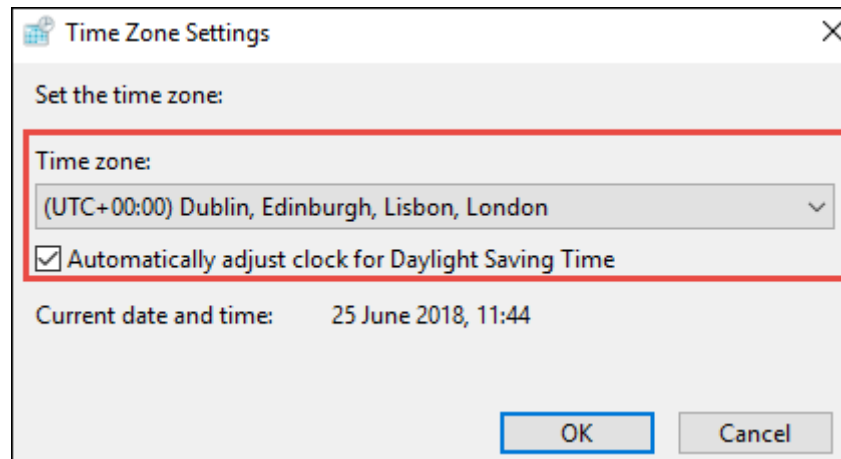 Time Zone Settings
Set the time zone:
Time zone:
(UTC+00:00) Dublin, Edinburgh, Lisbon, London
Automatically adjust clock for Daylight Saving Time
Current date and time: 25 June 2018, 11:44
OK Cancel